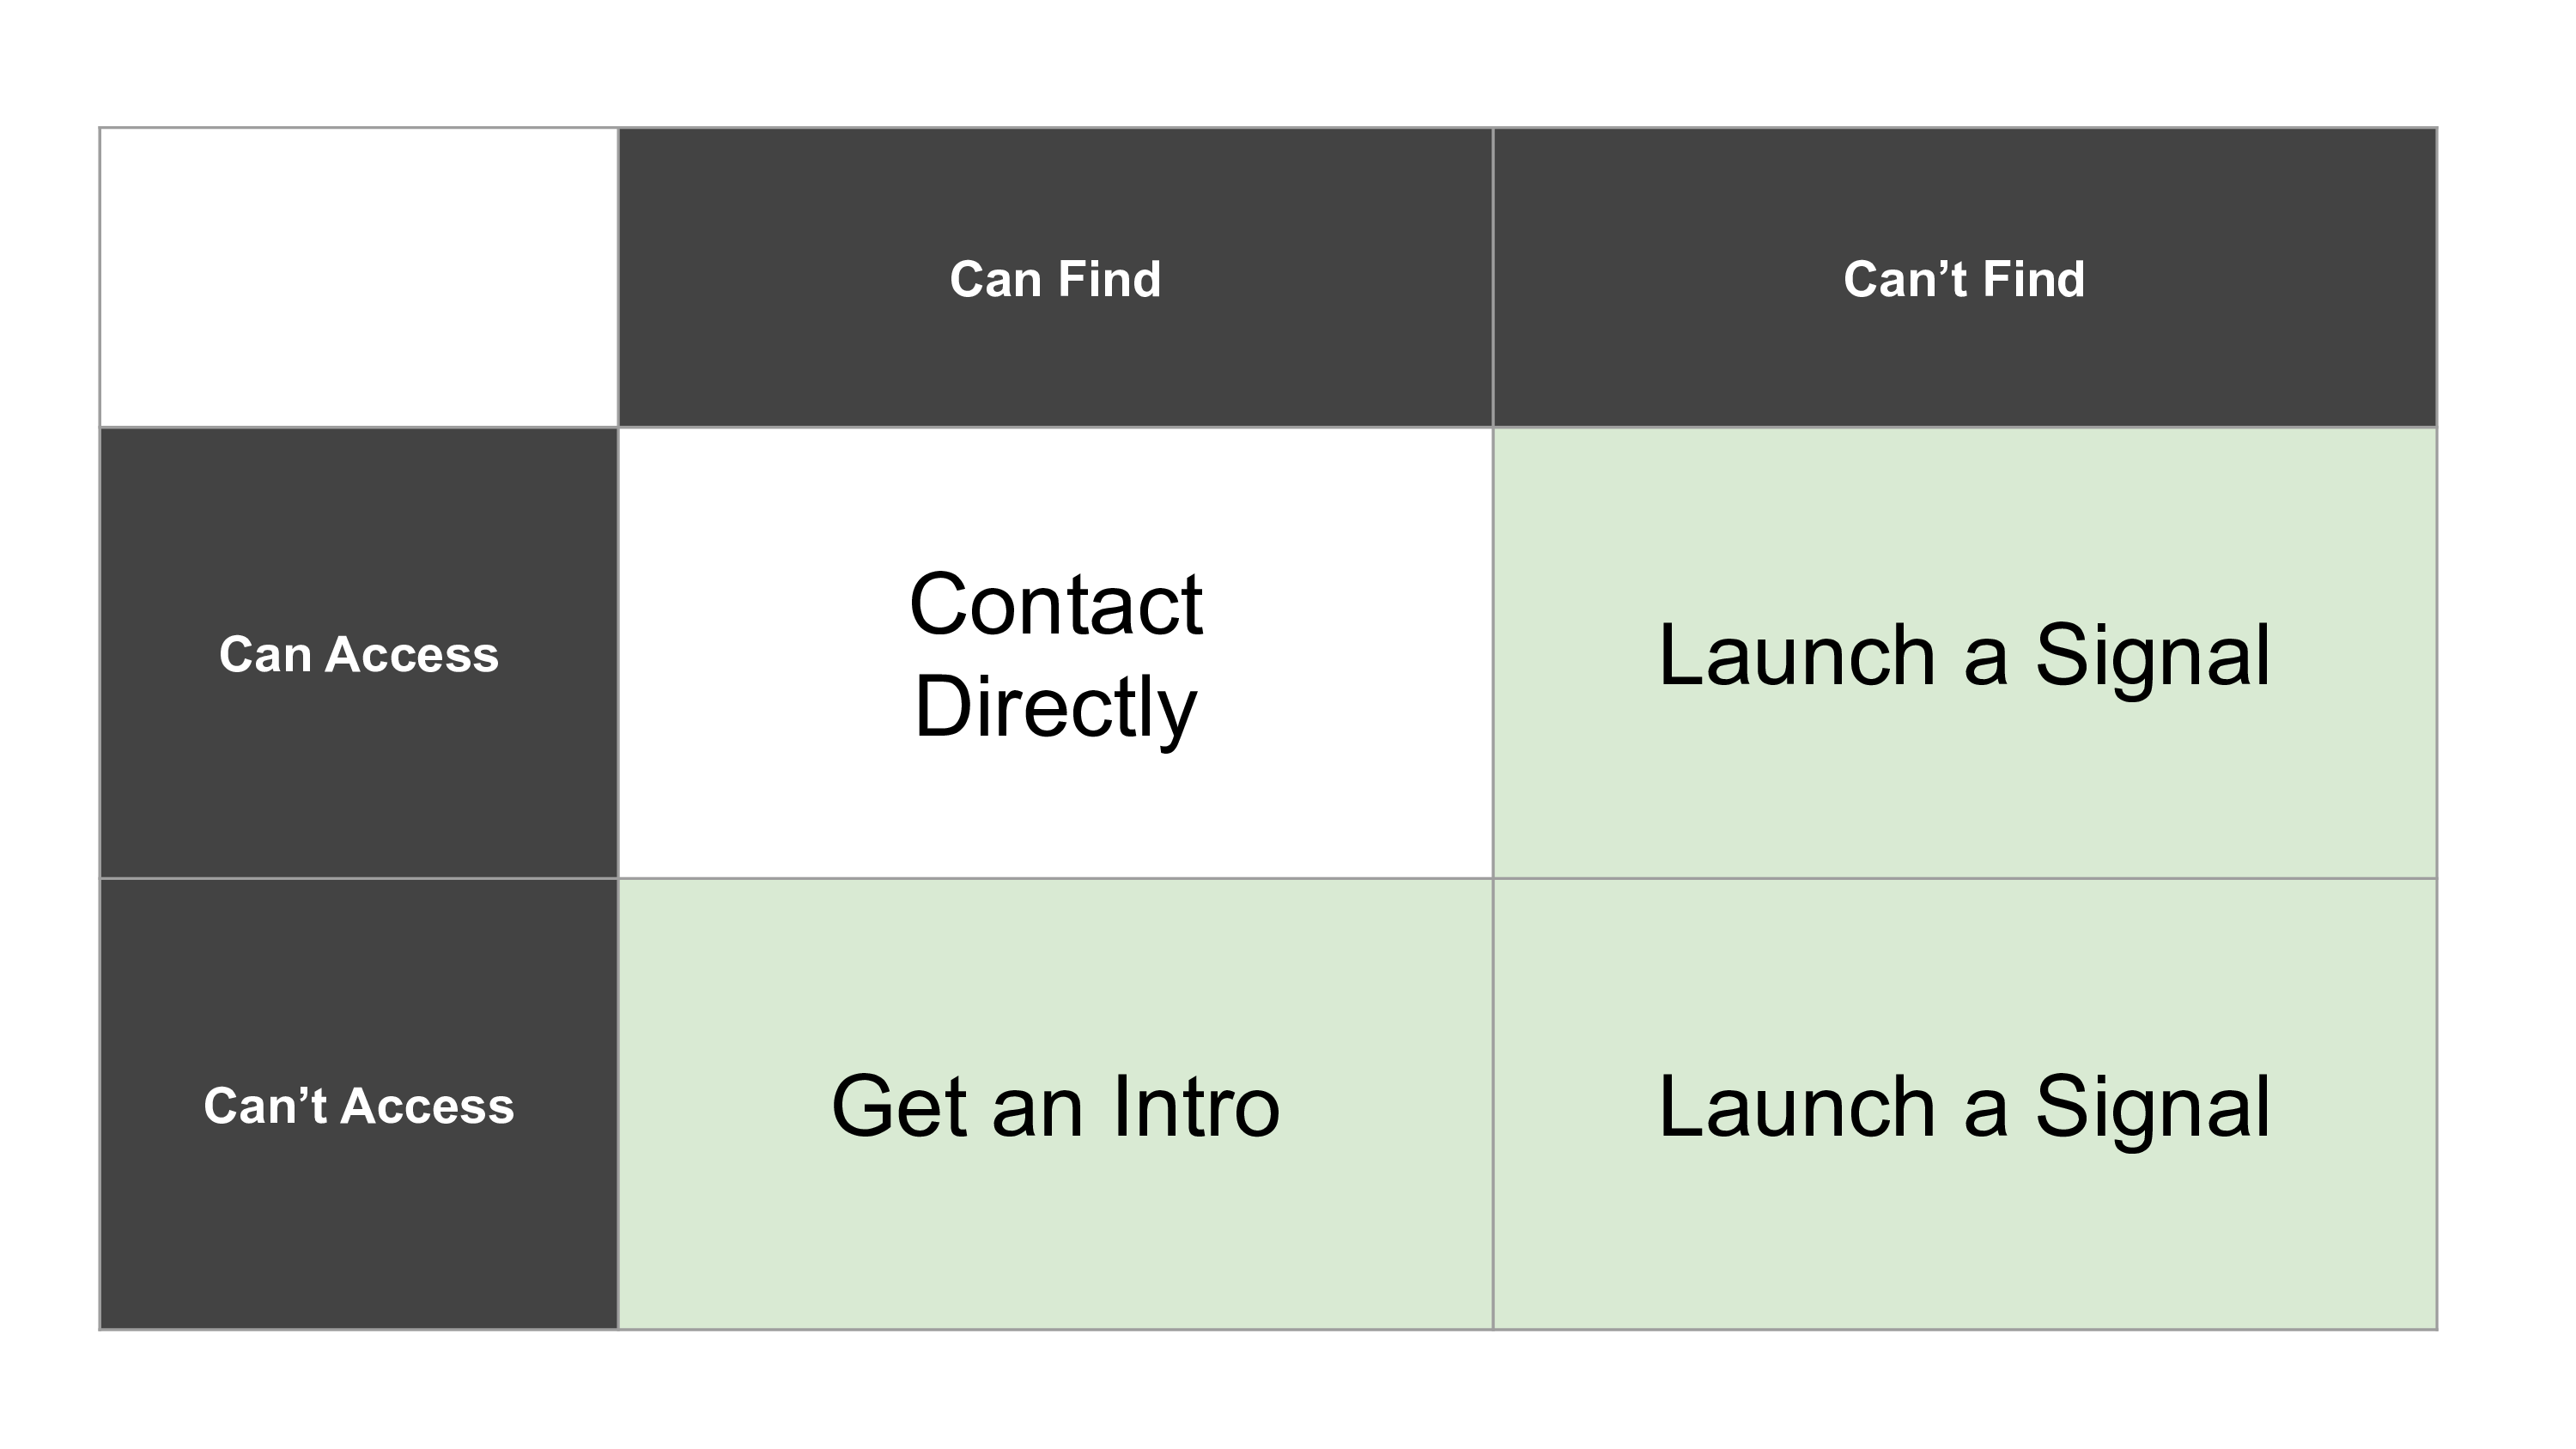 Can Find
Can’t Find
Can Access
Contact
Directly
Launch a Signal
Can’t Access
Get an Intro
Launch a Signal